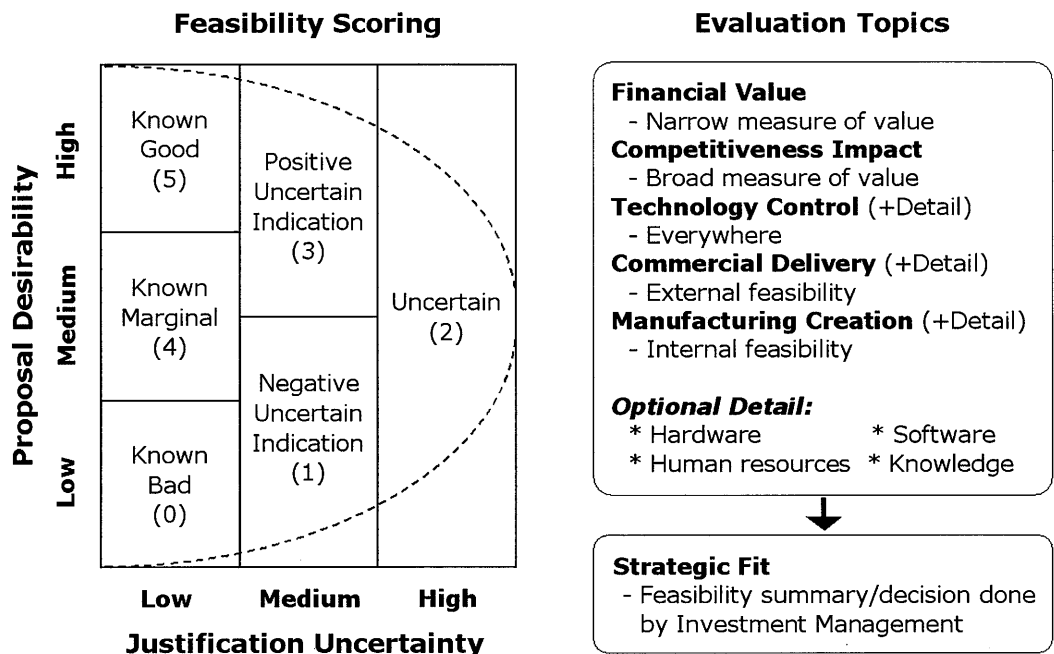 Feasibility Scoring
Proposal Desirability
High
Medium
Low
Known
Good
(5)
Known
Marginal
(4)
Known
Bad
(0)
Positive
Uncertain
Indication
(3)
Negative
Uncertain
Indication
(1)
Uncertain
(2)
Low
Medium
High
Justification Uncertainty
Evaluation Topics
Financial Value
- Narrow measure of value
Competitiveness Impact
- Broad measure of value
Technology Control (+Detail)
- Everywhere
Commercial Delivery (+Detail)
- External feasibility
Manufacturing Creation (+Detail)
- Internal feasibility
Optional Detail:
* Hardware * Software
* Human resources * Knowledge
Strategic Fit
- Feasibility summary/decision done
by Investment Management